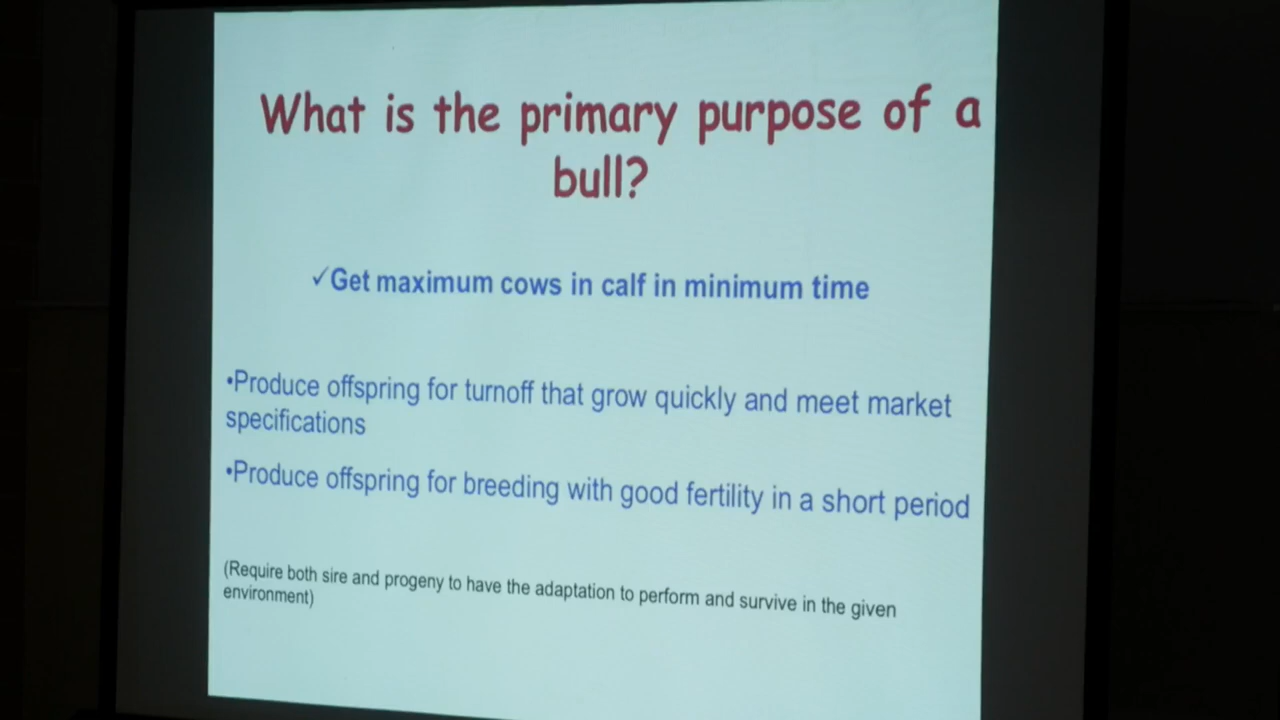 What is the primary purpose of a
bull?
✓Get maximum cows in calf in minimum time
•Produce offspring for turnoff that grow quickly and meet market
specifications
•Produce offspring for breeding with good fertility in a short period
(Require both sire and progeny to have the adaptation to perform and survive in the given
environment)